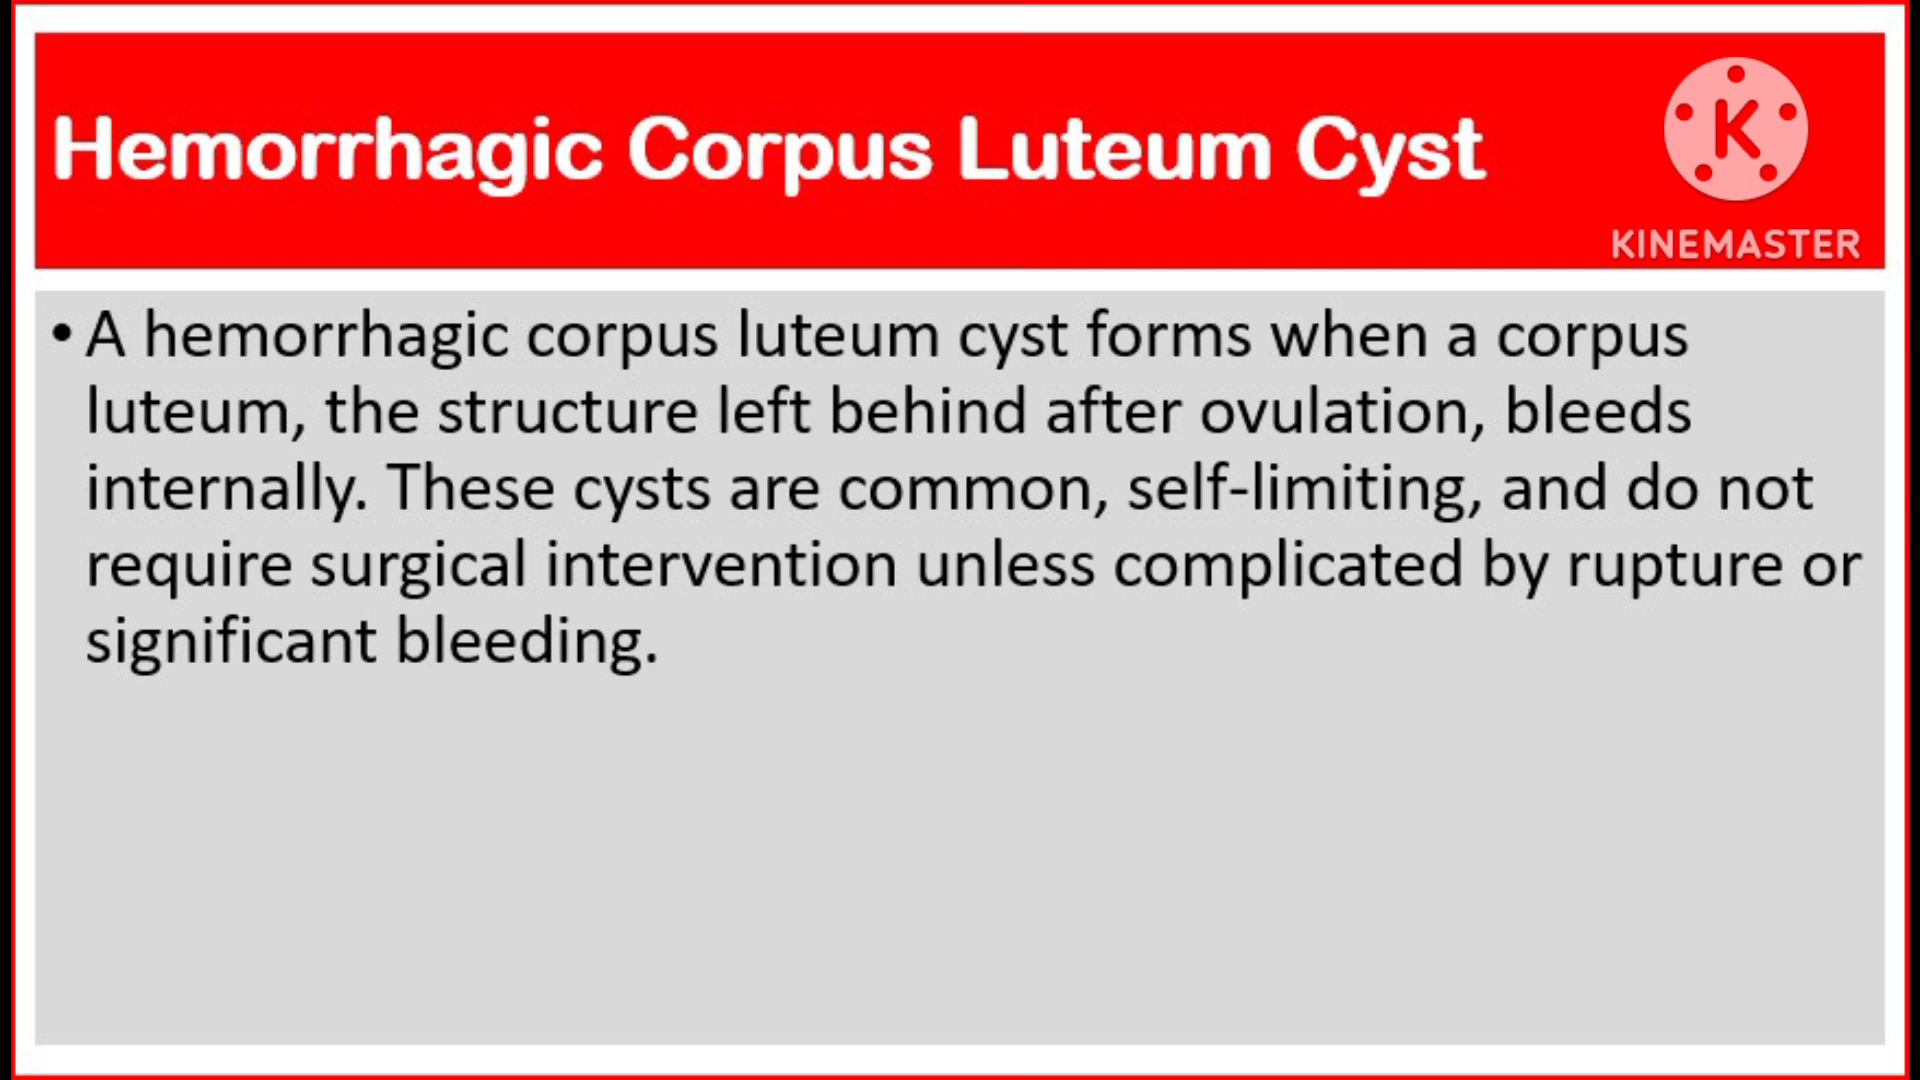 Hemorrhagic Corpus Luteum Cyst
K
KINEMASTER
• A hemorrhagic corpus luteum cyst forms when a corpus
luteum, the structure left behind after ovulation, bleeds
internally. These cysts are common, self-limiting, and do not
require surgical intervention unless complicated by rupture or
significant bleeding.